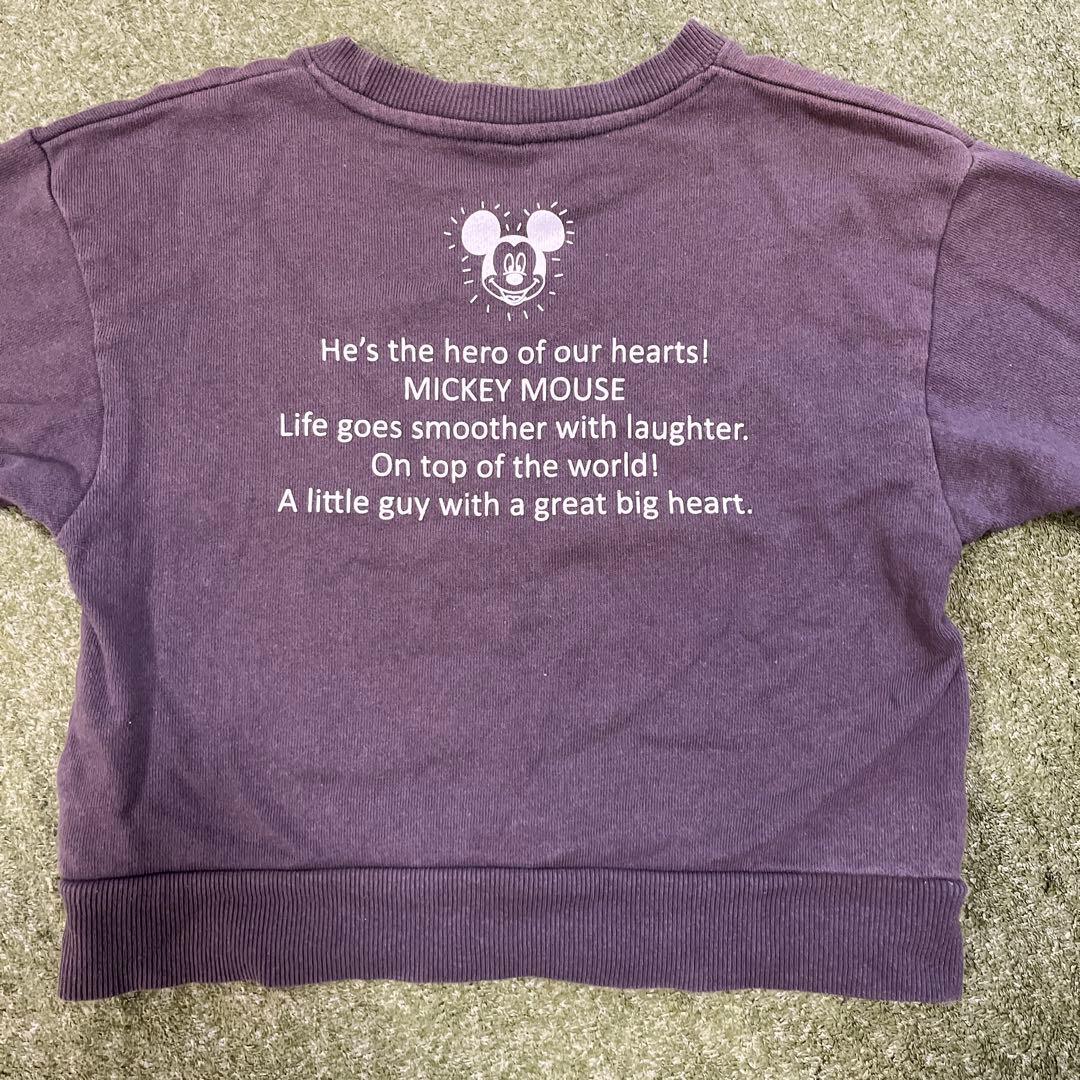 He's the hero of our hearts!
MICKEY MOUSE
Life goes smoother with laughter.
On top of the world!
A little guy with a great big heart.